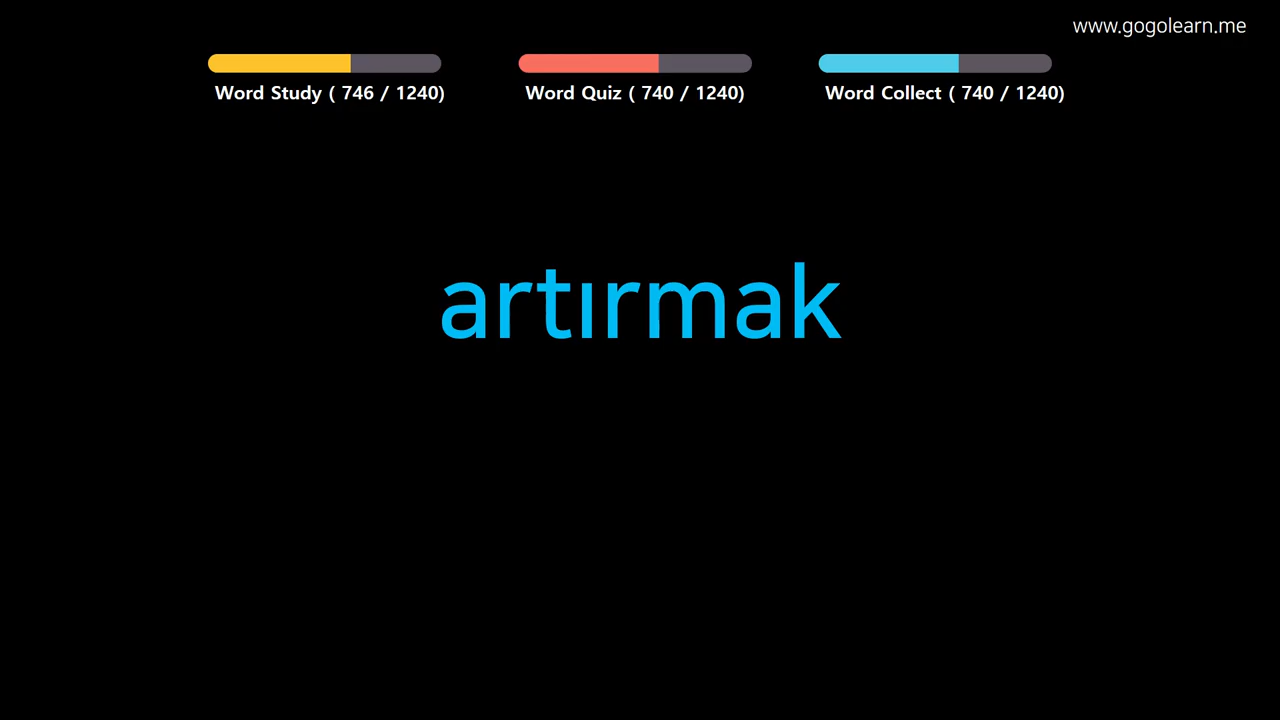 www.gogolearn.me
Word Study ( 746 / 1240)
Word Quiz ( 740 / 1240)
Word Collect ( 740 / 1240)
artırmak